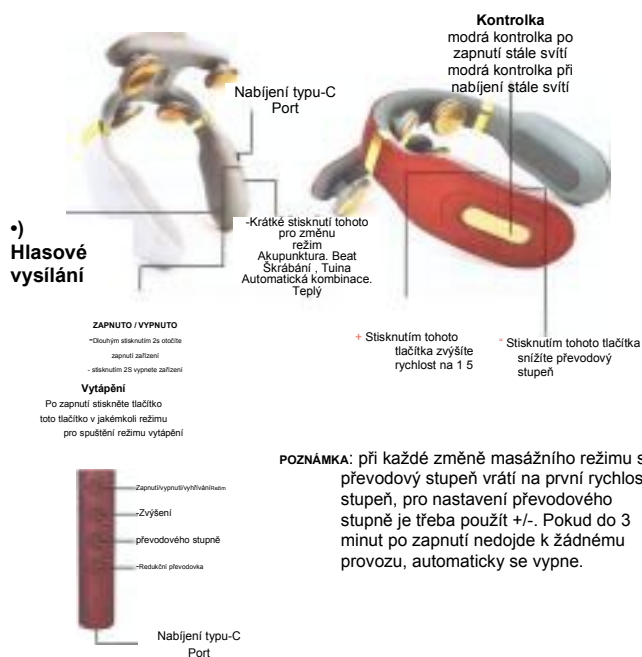 Kontrolka
modrá kontrolka po
zapnutí stále svítí
modrá kontrolka při
nabíjení stále svítí
Nabíjení typu-C
Port
•)
Hlasové
vysílání
-Krátké stisknutí tohoto
pro změnu
režim
Akupunktura. Beat
Škrábání , Tuina
Automatická kombinace.
Teplý
+ Stisknutím tohoto
tlačítka zvýšíte
rychlost na 1 5
" Stisknutím tohoto tlačítka
snížíte převodový
stupeň
ZAPNUTO / VYPNUTO
-Dlouhým stisknutím 2s otočíte
zapnutí zařízení
- stisknutím 2S vypnete zařízení
Vytápění
Po zapnutí stiskněte tlačítko
toto tlačítko v jakémkoli režimu
pro spuštění režimu vytápění
POZNÁMKA: při každé změně masážního režimu s
převodový stupeň vrátí na první rychlos
stupeň, pro nastavení převodového
stupně je třeba použít +/-. Pokud do 3
minut po zapnutí nedojde k žádnému
provozu, automaticky se vypne.
Zapnutí/vypnutí/vyhřívání Režim
-Zvýšení
převodového stupně
-Redukční převodovka
Nabíjení typu-C
Port